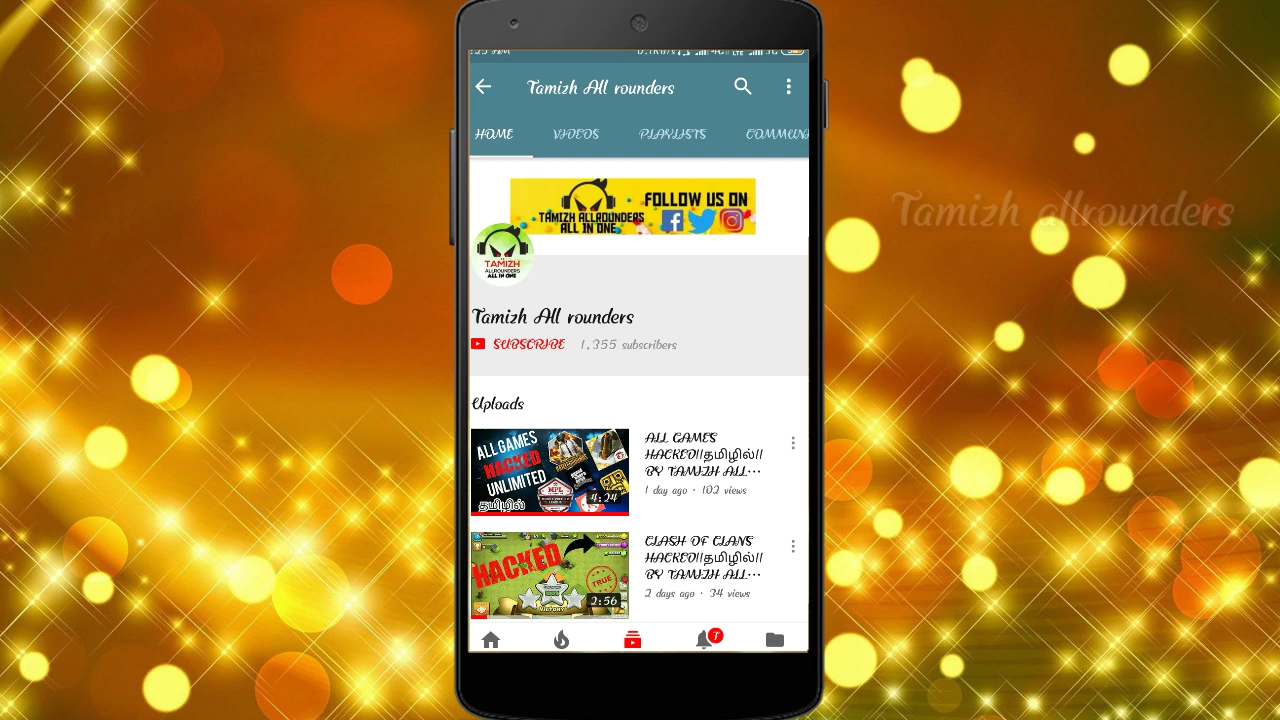 Tamizh All rounders
HOME VIDEOS PLAYLISTS COMMUN
TAMIZH ALLROUNDERS
ALL IN ONE
FOLLOW US ON
TAMIZH
ALLROUNDERS
ALL IN ONE
Tamizh allrounders
Tamizh All rounders
SUBSCRIBE 1,355 subscribers
Uploads
ALL GAMES
HACKED
UNLIMITED
தமிழில்
MPL
4:24
ALL GAMES
HACKED!!தமிழில்!!
BY TAMIZH ALL...
1 day ago · 102 views
HACKED
TRUE
VICTORY
2:56
CLASH OF CLANS
HACKED!!தமிழில்!!
BY TAMIZH ALL...
2 days ago · 34 views